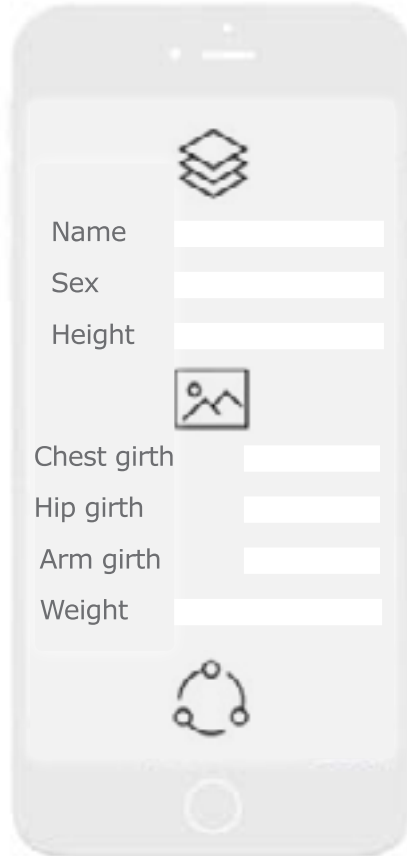 Name
Sex
Height
Chest girth
Hip girth
Arm girth
Weight